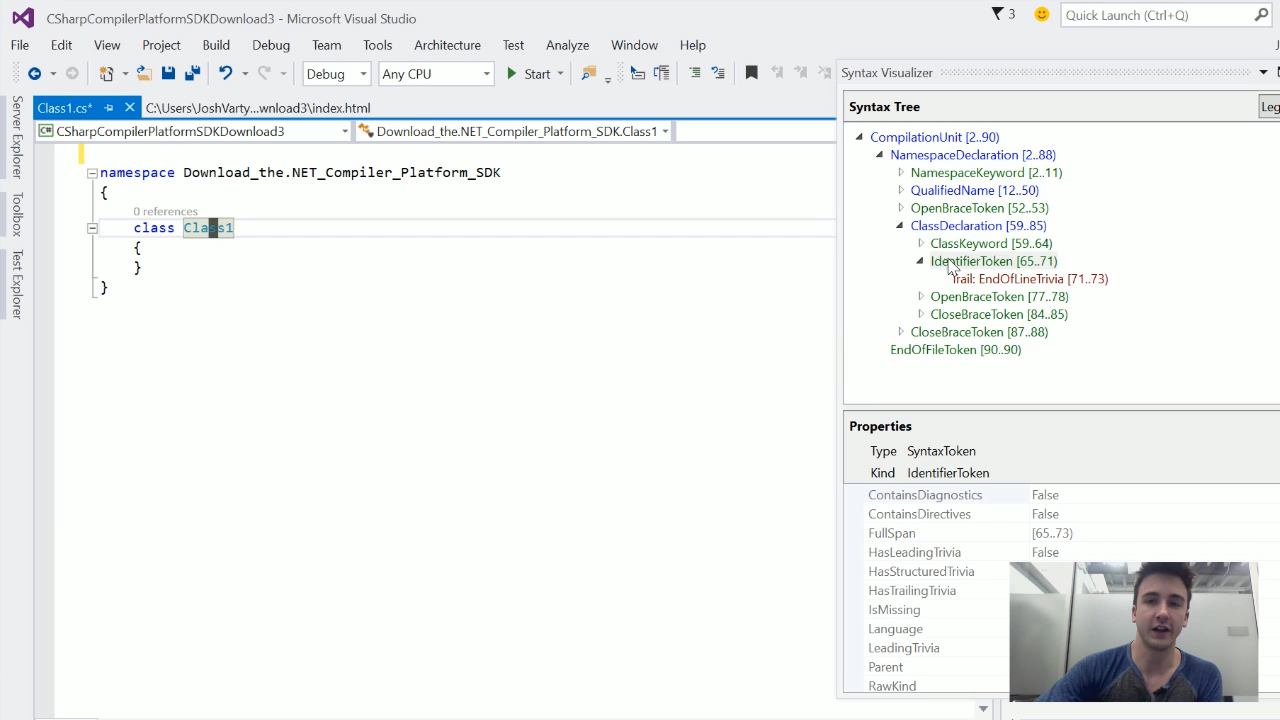 CSharpCompilerPlatformSDKDownload3 - Microsoft Visual Studio
3
Quick Launch (Ctrl+Q)
File Edit View Project Build Debug Team Tools Architecture Test Analyze Window Help
Debug Any CPU Start
Server Explorer
Toolbox
Test Explorer
Class1.cs* C:\Users\JoshVarty...wnload3\index.html
CSharpCompilerPlatformSDKDownload3 Download_the.NET_Compiler_Platform_SDK.Class1
namespace Download_the.NET_Compiler_Platform_SDK
{
0 references
class Class1
{
}
}
Syntax Visualizer
Syntax Tree
Leg
CompilationUnit [2..90)
NamespaceDeclaration [2..88)
NamespaceKeyword [2..11)
QualifiedName [12..50)
OpenBraceToken [52..53)
ClassDeclaration [59..85)
ClassKeyword [59..64)
IdentifierToken [65..71)
Trail: EndOfLineTrivia [71..73)
OpenBraceToken [77..78)
CloseBraceToken [84..85)
CloseBraceToken [87..88)
EndOfFileToken [90..90)
Properties
Type SyntaxToken
Kind IdentifierToken
ContainsDiagnostics False
ContainsDirectives False
FullSpan [65..73)
HasLeadingTrivia False
HasStructuredTrivia
HasTrailingTrivia
IsMissing
Language
LeadingTrivia
Parent
RawKind